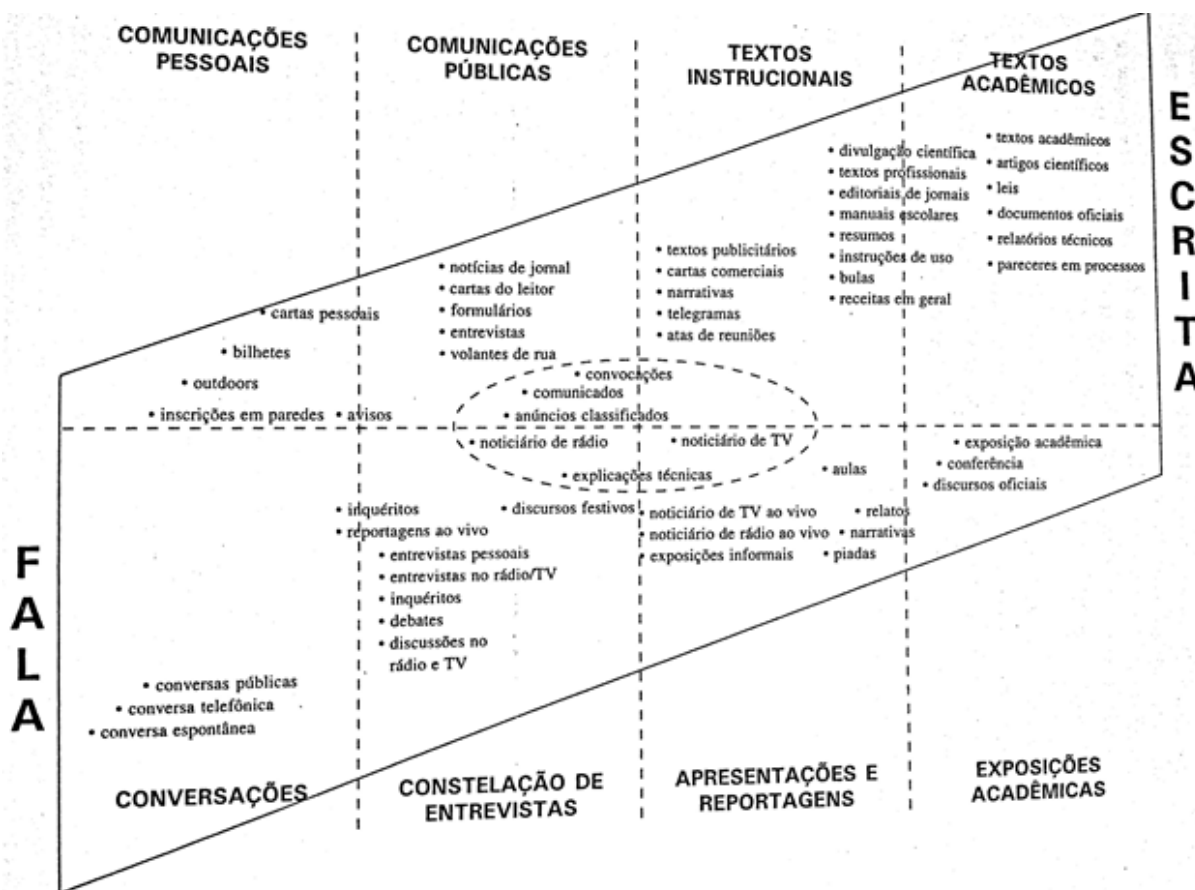 COMUNICAÇÕES
PESSOAIS
COMUNICAÇÕES
PÚBLICAS
TEXTOS
INSTRUCIONAIS
TEXTOS
ACADÊMICOS
FALA
ESCRITA
• cartas pessoais
• bilhetes
• outdoors
• inscrições em paredes
• avisos
• notícias de jornal
• cartas do leitor
• formulários
• entrevistas
• volantes de rua
• convocações
• comunicados
• anúncios classificados
• textos publicitários
• cartas comerciais
• narrativas
• telegramas
• atas de reuniões
• divulgação científica
• textos profissionais
• editoriais de jornais
• manuais escolares
• resumos
• instruções de uso
• bulas
• receitas em geral
• textos acadêmicos
• artigos científicos
• leis
• documentos oficiais
• relatórios técnicos
• pareceres em processos
• noticiário de rádio
• noticiário de TV
• explicações técnicas
• inquéritos
• reportagens ao vivo
• entrevistas pessoais
• entrevistas no rádio/TV
• inquéritos
• debates
• discussões no
rádio e TV
• discursos festivos
• noticiário de TV ao vivo
• noticiário de rádio ao vivo
• exposições informais
• aulas
• relatos
• narrativas
• piadas
• exposição acadêmica
• conferência
• discursos oficiais
• conversas públicas
• conversa telefônica
• conversa espontânea
CONVERSAÇÕES
CONSTELAÇÃO DE
ENTREVISTAS
APRESENTAÇÕES E
REPORTAGENS
EXPOSIÇÕES
ACADÊMICAS